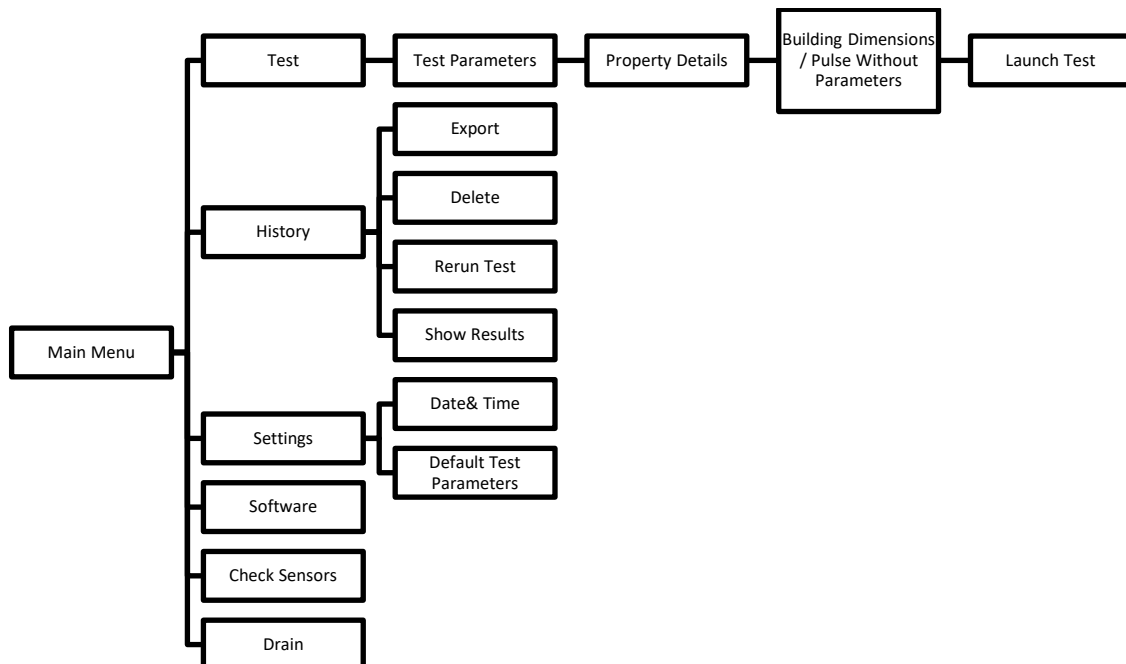 Test
Test Parameters
Property Details
Building Dimensions
/ Pulse Without
Parameters
Launch Test
Export
Delete
History
Rerun Test
Show Results
Main Menu
Date& Time
Settings
Default Test
Parameters
Software
Check Sensors
Drain